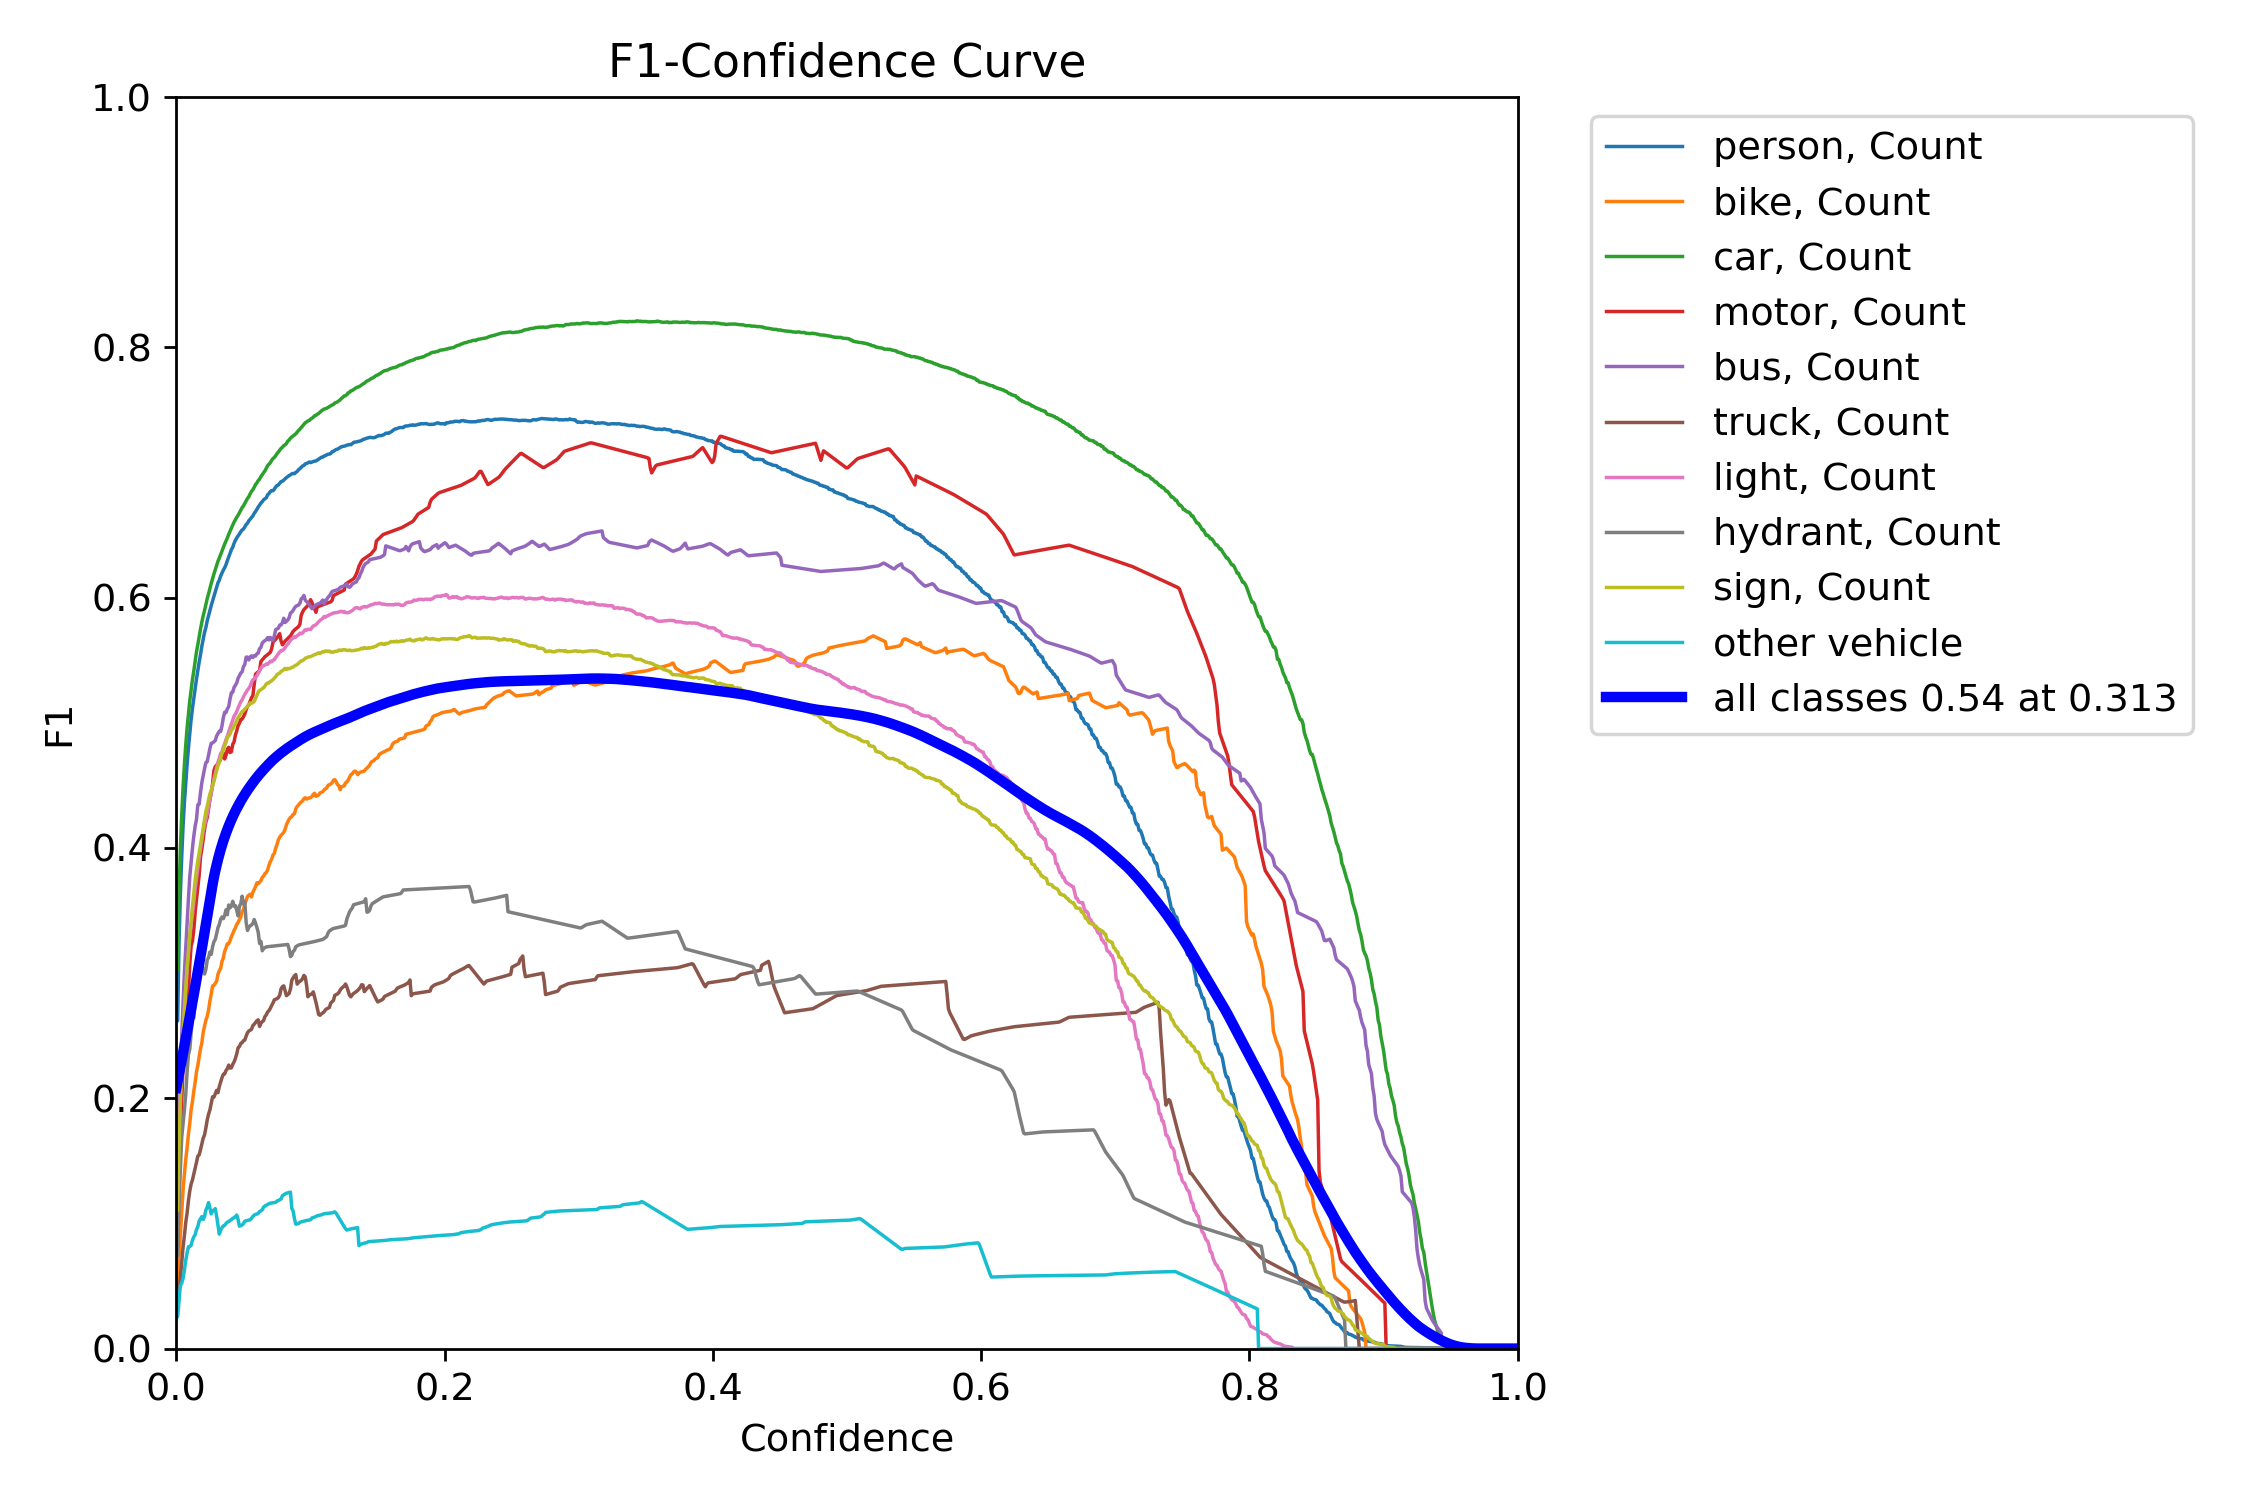 F1-Confidence Curve
1.0
0.8
0.6
0.4
0.2
0.0
F1
0.0 0.2 0.4 0.6 0.8 1.0
Confidence
person, Count
bike, Count
car, Count
motor, Count
bus, Count
truck, Count
light, Count
hydrant, Count
sign, Count
other vehicle
all classes 0.54 at 0.313